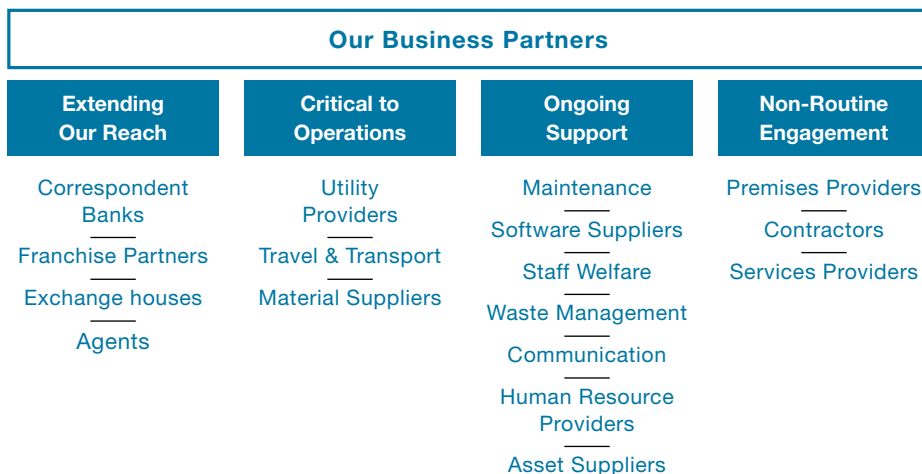 Our Business Partners
Extending
Our Reach
Correspondent
Banks
Franchise Partners
Exchange houses
Agents
Critical to
Operations
Utility
Providers
Travel & Transport
Material Suppliers
Ongoing
Support
Maintenance
Software Suppliers
Staff Welfare
Waste Management
Communication
Human Resource
Providers
Asset Suppliers
Non-Routine
Engagement
Premises Providers
Contractors
Services Providers